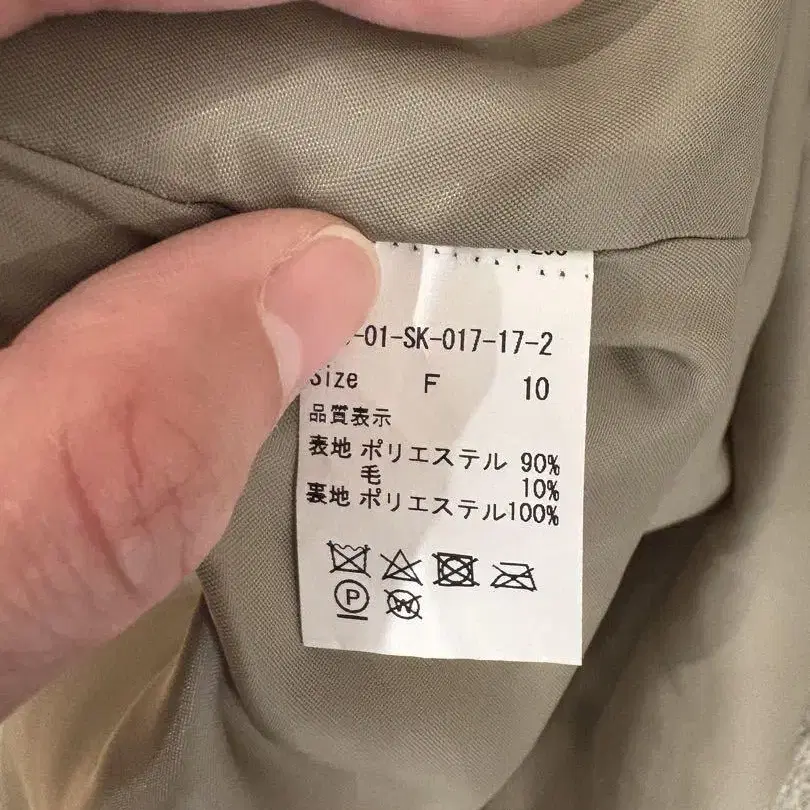 -01-SK-017-17-2
Size F 10
品質表示
表地 ポリエステル 90%
毛 10%
裏地 ポリエステル100%
P
W